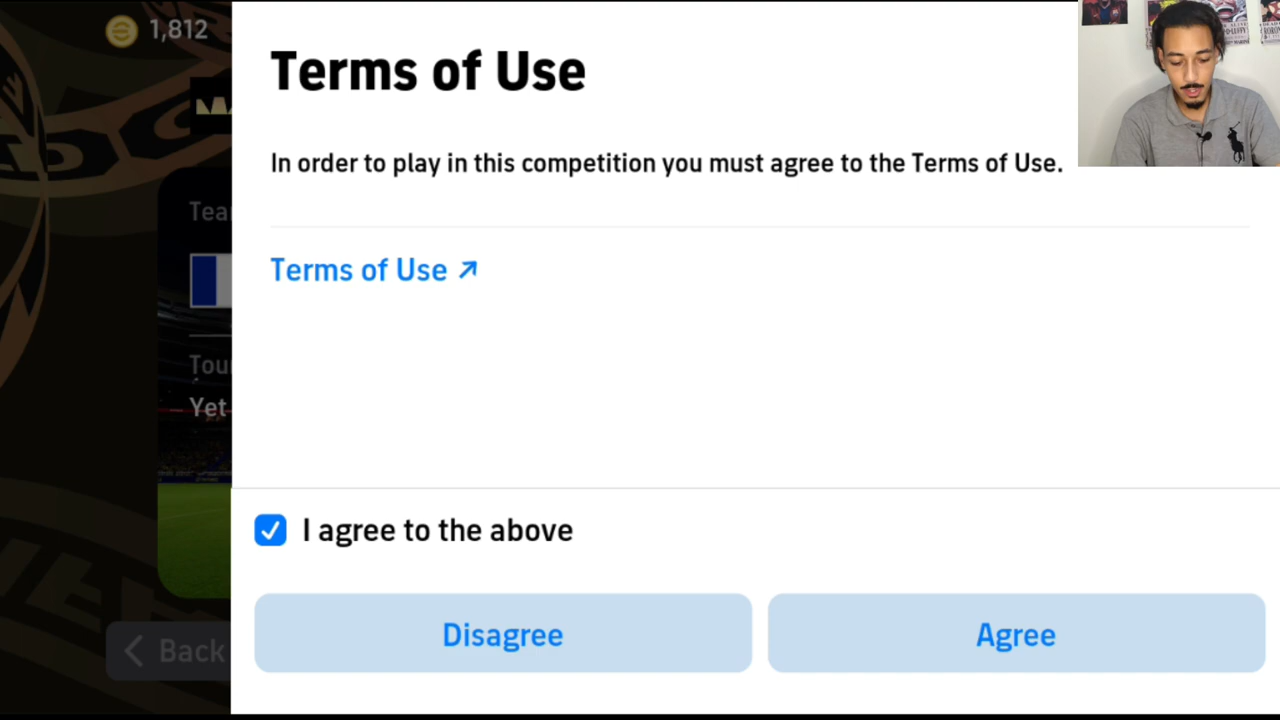 1,812
Terms of Use
In order to play in this competition you must agree to the Terms of Use.
Terms of Use
Yet
I agree to the above
Disagree
Agree
Back